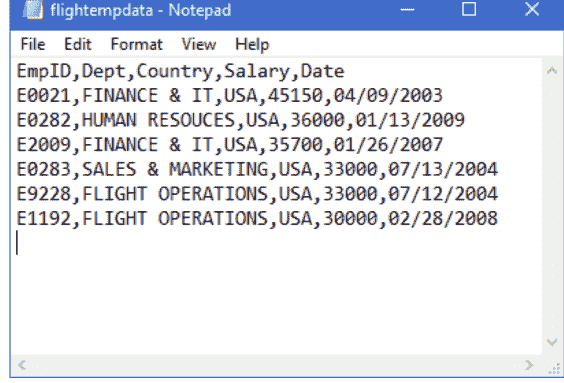 flightempdata - Notepad
File Edit Format View Help
EmpID,Dept,Country,Salary,Date
E0021,FINANCE & IT,USA,45150,04/09/2003
E0282,HUMAN RESOUCES,USA,36000,01/13/2009
E2009,FINANCE & IT,USA,35700,01/26/2007
E0283,SALES & MARKETING,USA,33000,07/13/2004
E9228,FLIGHT OPERATIONS,USA,33000,07/12/2004
E1192,FLIGHT OPERATIONS,USA,30000,02/28/2008